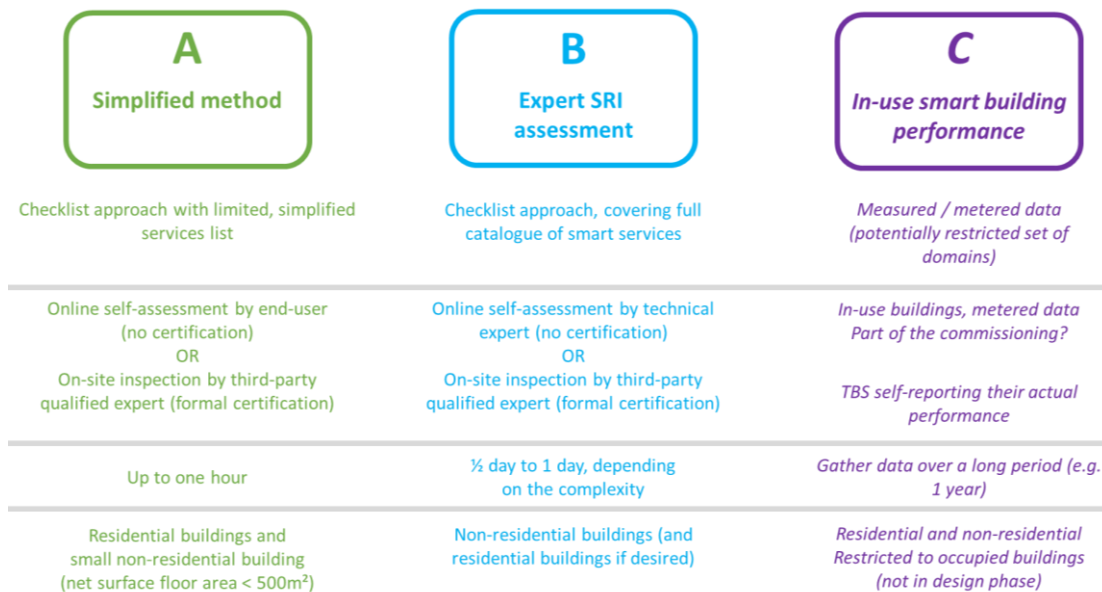 A
Simplified method
B
Expert SRI
assessment
C
In-use smart building
performance
Checklist approach with limited, simplified
services list
Checklist approach, covering full
catalogue of smart services
Measured / metered data
(potentially restricted set of
domains)
Online self-assessment by end-user
(no certification)
OR
On-site inspection by third-party
qualified expert (formal certification)
Online self-assessment by technical
expert (no certification)
OR
On-site inspection by third-party
qualified expert (formal certification)
In-use buildings, metered data
Part of the commissioning?
TBS self-reporting their actual
performance
Up to one hour
½ day to 1 day, depending
on the complexity
Gather data over a long period (e.g.
1 year)
Residential buildings and
small non-residential building
(net surface floor area < 500m²)
Non-residential buildings (and
residential buildings if desired)
Residential and non-residential
Restricted to occupied buildings
(not in design phase)